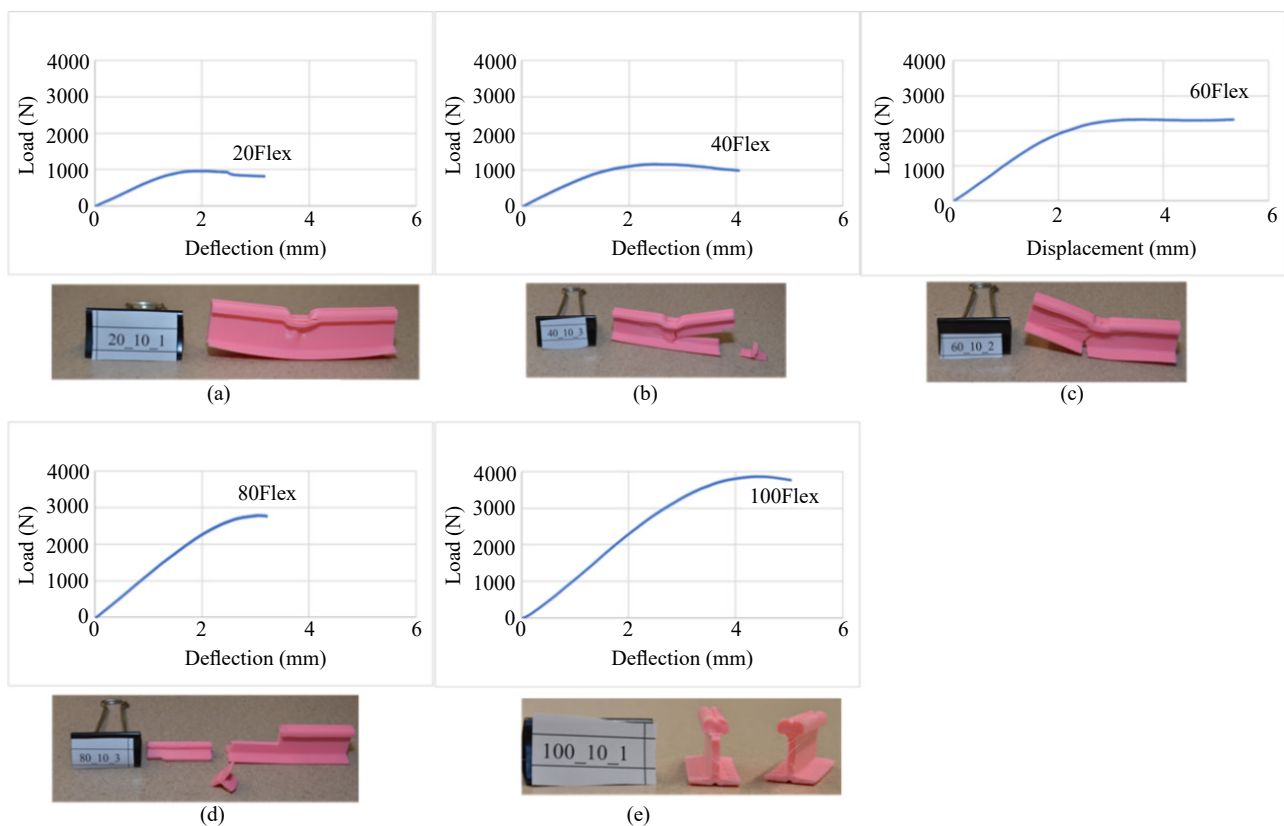 4000
3000
2000
1000
0
Load (N)
20Flex
0 2 4 6
Deflection (mm)
20_10_1
(a)
4000
3000
2000
1000
0
Load (N)
40Flex
0 2 4 6
Deflection (mm)
40_10_3
(b)
4000
3000
2000
1000
0
Load (N)
60Flex
0 2 4 6
Displacement (mm)
60_10_2
(c)
4000
3000
2000
1000
0
Load (N)
80Flex
0 2 4 6
Deflection (mm)
80_10_3
(d)
4000
3000
2000
1000
0
Load (N)
100Flex
0 2 4 6
Deflection (mm)
100_10_1
(e)